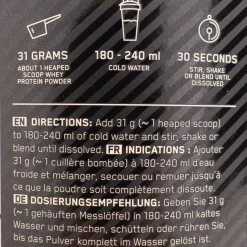 31 GRAMS
ABOUT 1 HEAPED
SCOOP WHEY
PROTEIN POWDER
180 - 240 ml
COLD WATER
30 SECONDS
STIR, SHAKE
OR BLEND UNTIL
DISSOLVED
EN DIRECTIONS: Add 31 g (~ 1 heaped scoop)
to 180-240 ml of cold water and stir, shake or
blend until dissolved. FR INDICATIONS : Ajouter
31 g (~ 1 cuillère bombée) à 180-240 ml d'eau
froide et mélanger, secouer ou remuer jusqu'à
ce que la poudre soit complètement dissoute.
DE DOSIERUNGSEMPFEHLUNG: Geben Sie 31 g
(~ 1 gehäuften Messlöffel) in 180-240 ml kaltes
Wasser und mischen, schütteln oder rühren Sie,
bis das Pulver komplett im Wasser gelöst ist.